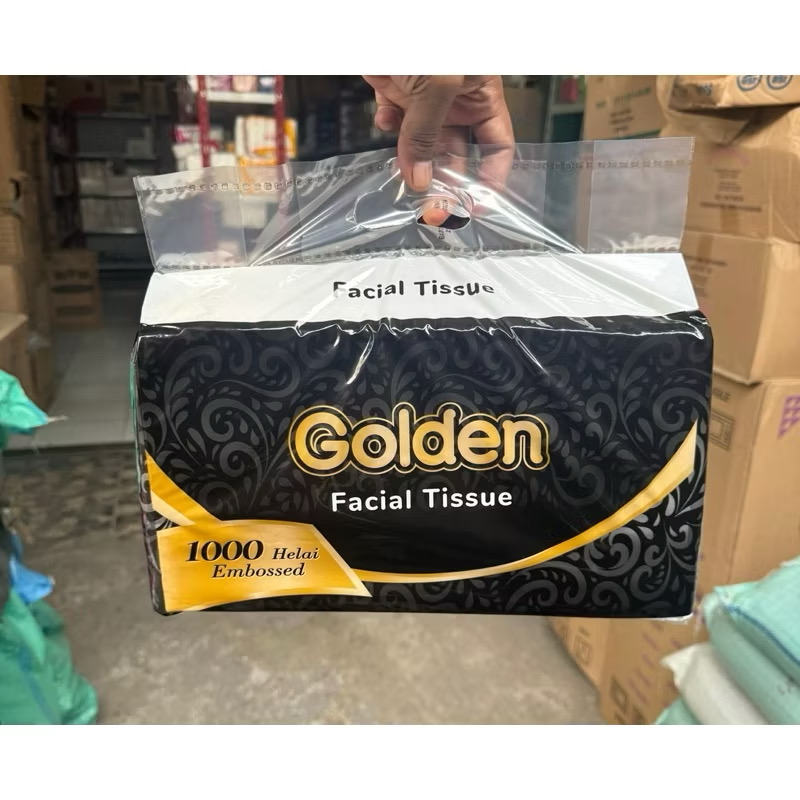 Facial Tissue
Golden
Facial Tissue
1000 Helai
Embossed